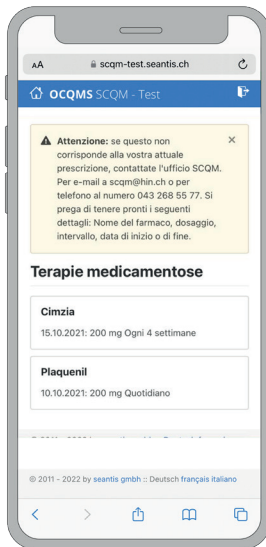 AA scqm-test.seantis.ch
OCQMS SCQM - Test
Attenzione: se questo non
corrisponde alla vostra attuale
prescrizione, contattate l'ufficio SCQM.
Per e-mail a scqm@hin.ch o per
telefono al numero 043 268 55 77. Si
prega di tenere pronti i seguenti
dettagli: Nome del farmaco, dosaggio,
intervallo, data di inizio o di fine.
Terapie medicamentose
Cimzia
15.10.2021: 200 mg Ogni 4 settimane
Plaquenil
10.10.2021: 200 mg Quotidiano
© 2011 - 2022 by seantis gmbh :: Deutsch français italiano